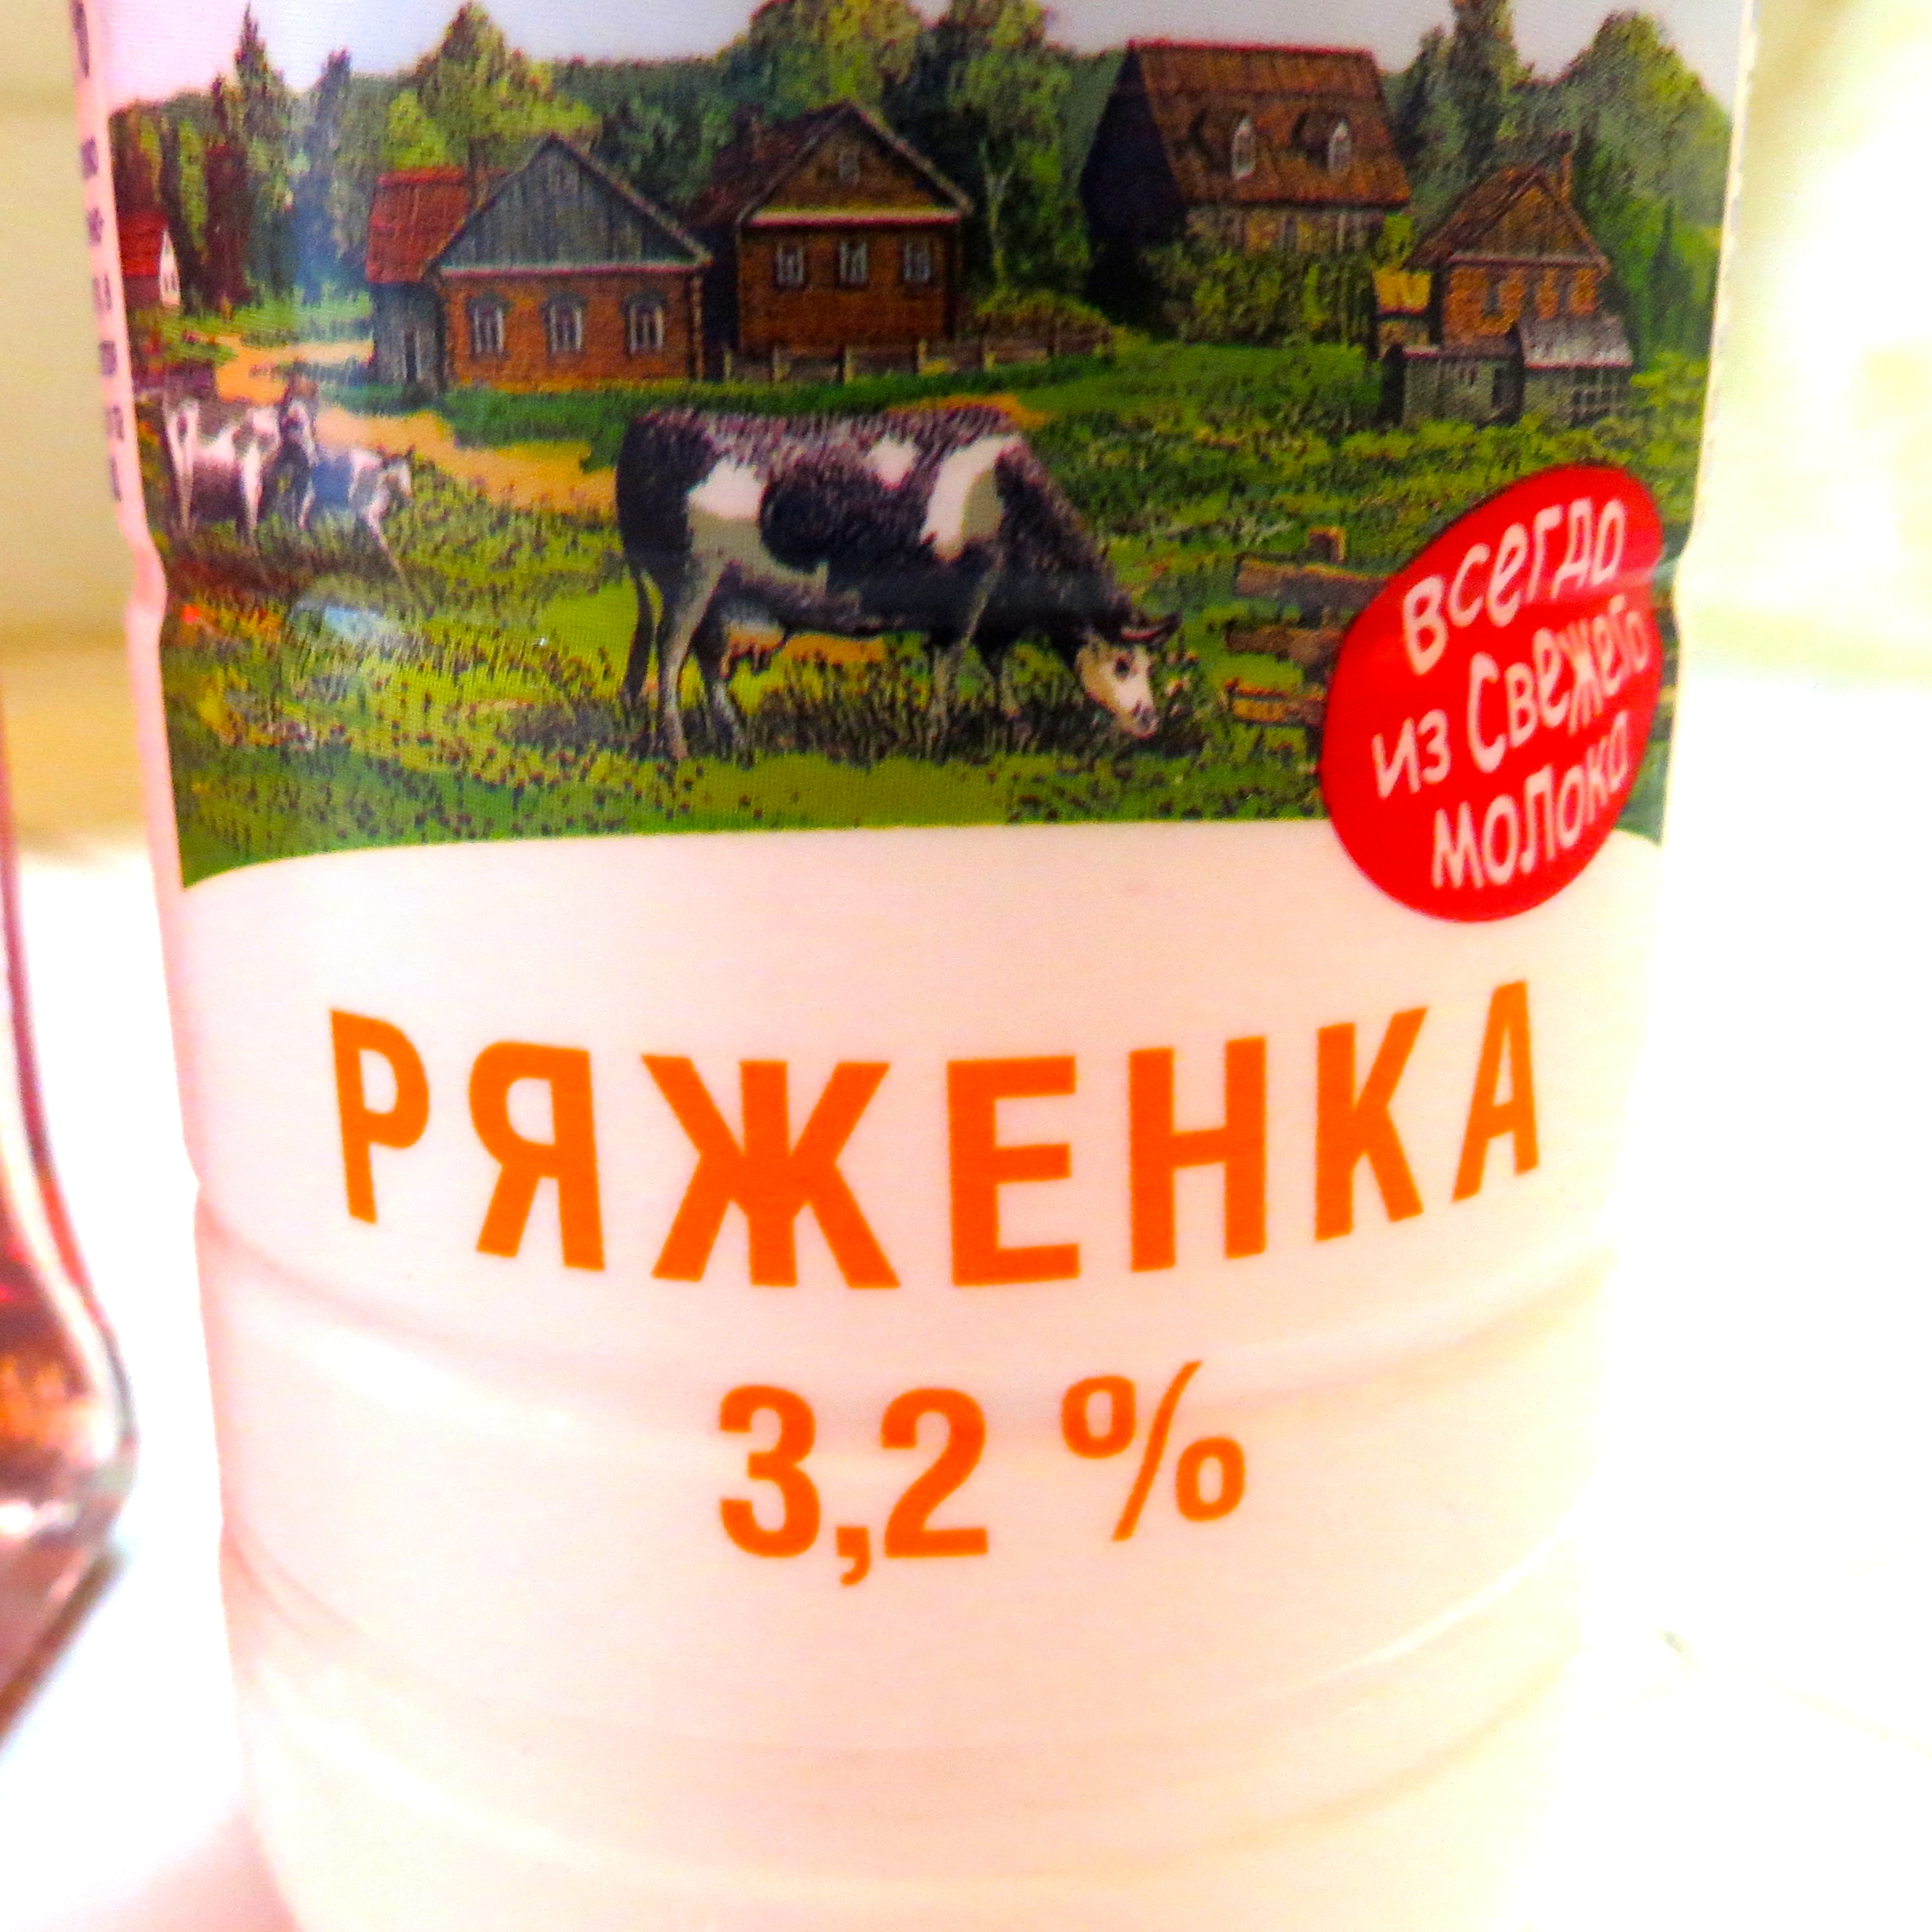 Всегда
из Свежего
молока
РЯЖЕНКА
3,2 %